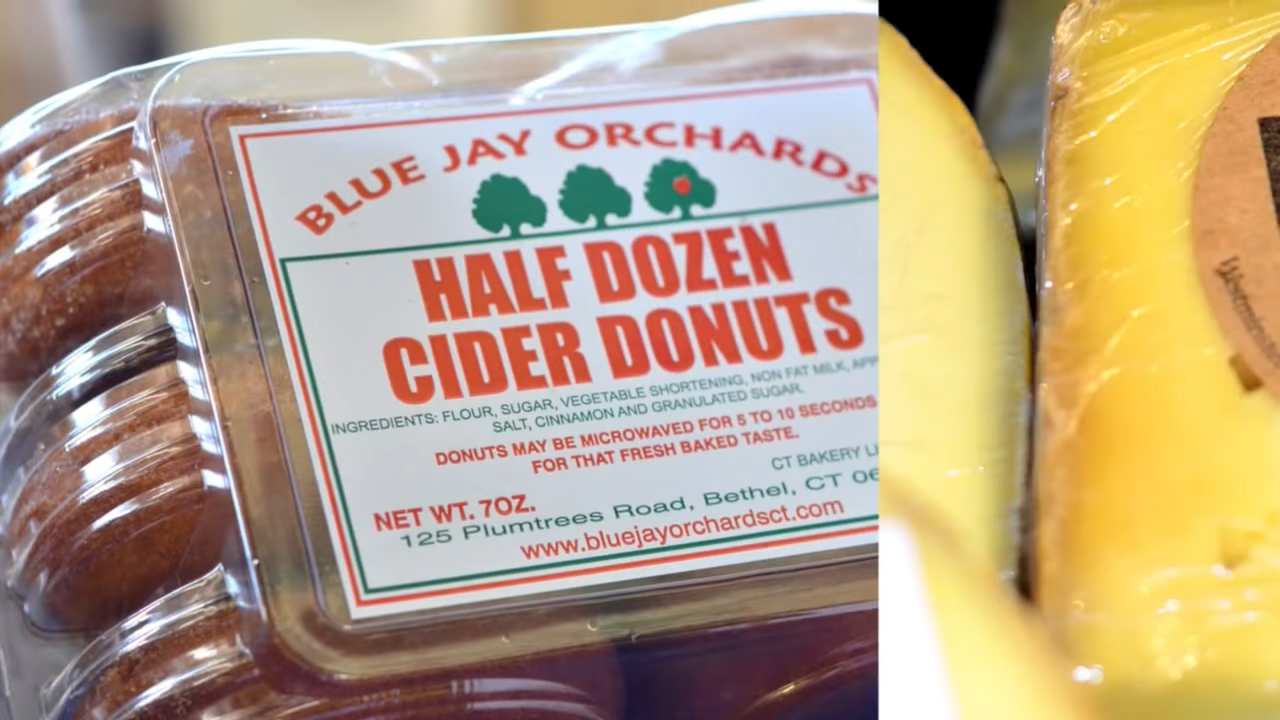 BLUE JAY ORCHARDS
HALF DOZEN
CIDER DONUTS
INGREDIENTS: FLOUR, SUGAR, VEGETABLE SHORTENING, NON FAT MILK,
SALT, CINNAMON AND GRANULATED SUGAR.
DONUTS MAY BE MICROWAVED FOR 5 TO 10 SECONDS
FOR THAT FRESH BAKED TASTE.
CT BAKERY
NET WT. 7OZ.
125 Plumtrees Road, Bethel, CT
www.bluejayorchardsct.com